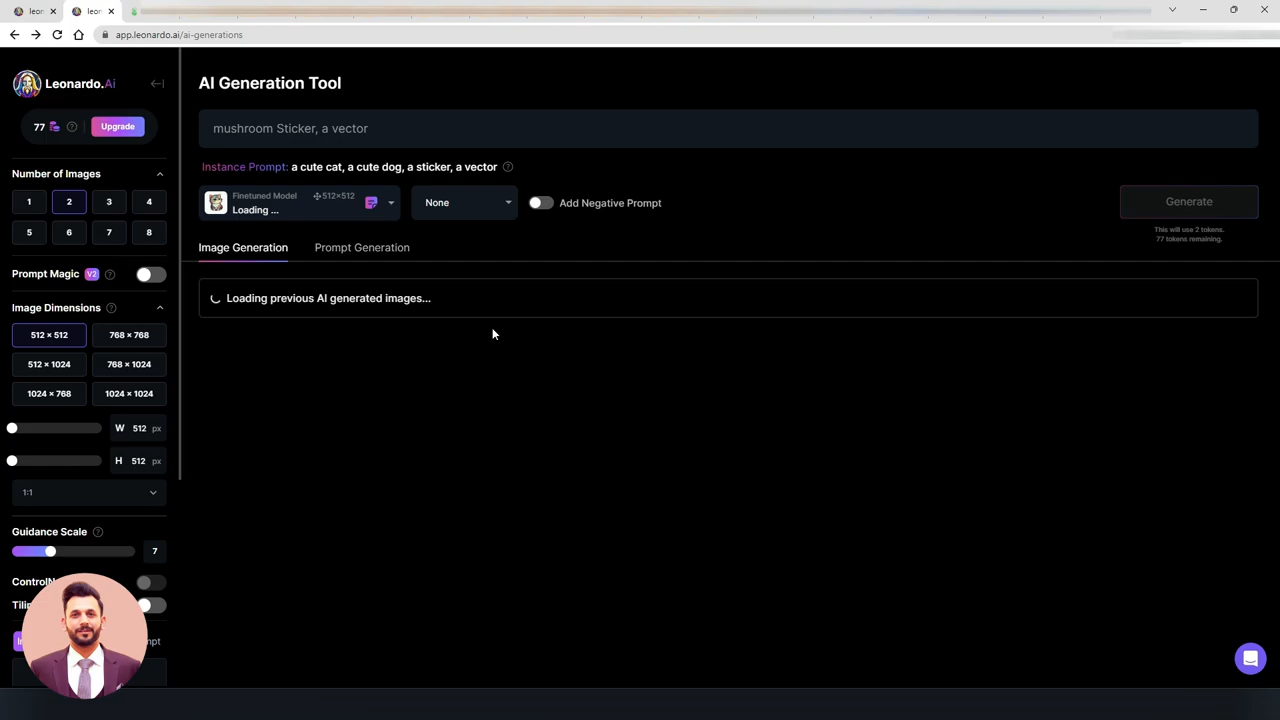 leon
leon
app.leonardo.ai/ai-generations
Leonardo.Ai
77
Upgrade
Number of Images
1 2 3 4
5 6 7 8
Prompt Magic V2
Image Dimensions
512 × 512 768 × 768
512 × 1024 768 × 1024
1024 × 768 1024 × 1024
W 512 px
H 512 px
1:1
Guidance Scale
7
AI Generation Tool
mushroom Sticker, a vector
Instance Prompt: a cute cat, a cute dog, a sticker, a vector
Finetuned Model 512×512
Loading ...
None
Add Negative Prompt
Generate
This will use 2 tokens.
77 tokens remaining.
Image Generation
Prompt Generation
Loading previous AI generated images...